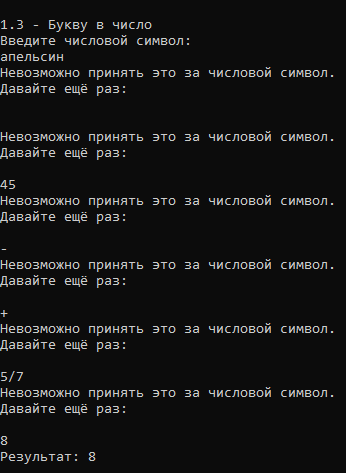 1.3 - Букву в число
Введите числовой символ:
апельсин
Невозможно принять это за числовой символ.
Давайте ещё раз:
Невозможно принять это за числовой символ.
Давайте ещё раз:
45
Невозможно принять это за числовой символ.
Давайте ещё раз:
-
Невозможно принять это за числовой символ.
Давайте ещё раз:
+
Невозможно принять это за числовой символ.
Давайте ещё раз:
5/7
Невозможно принять это за числовой символ.
Давайте ещё раз:
8
Результат: 8